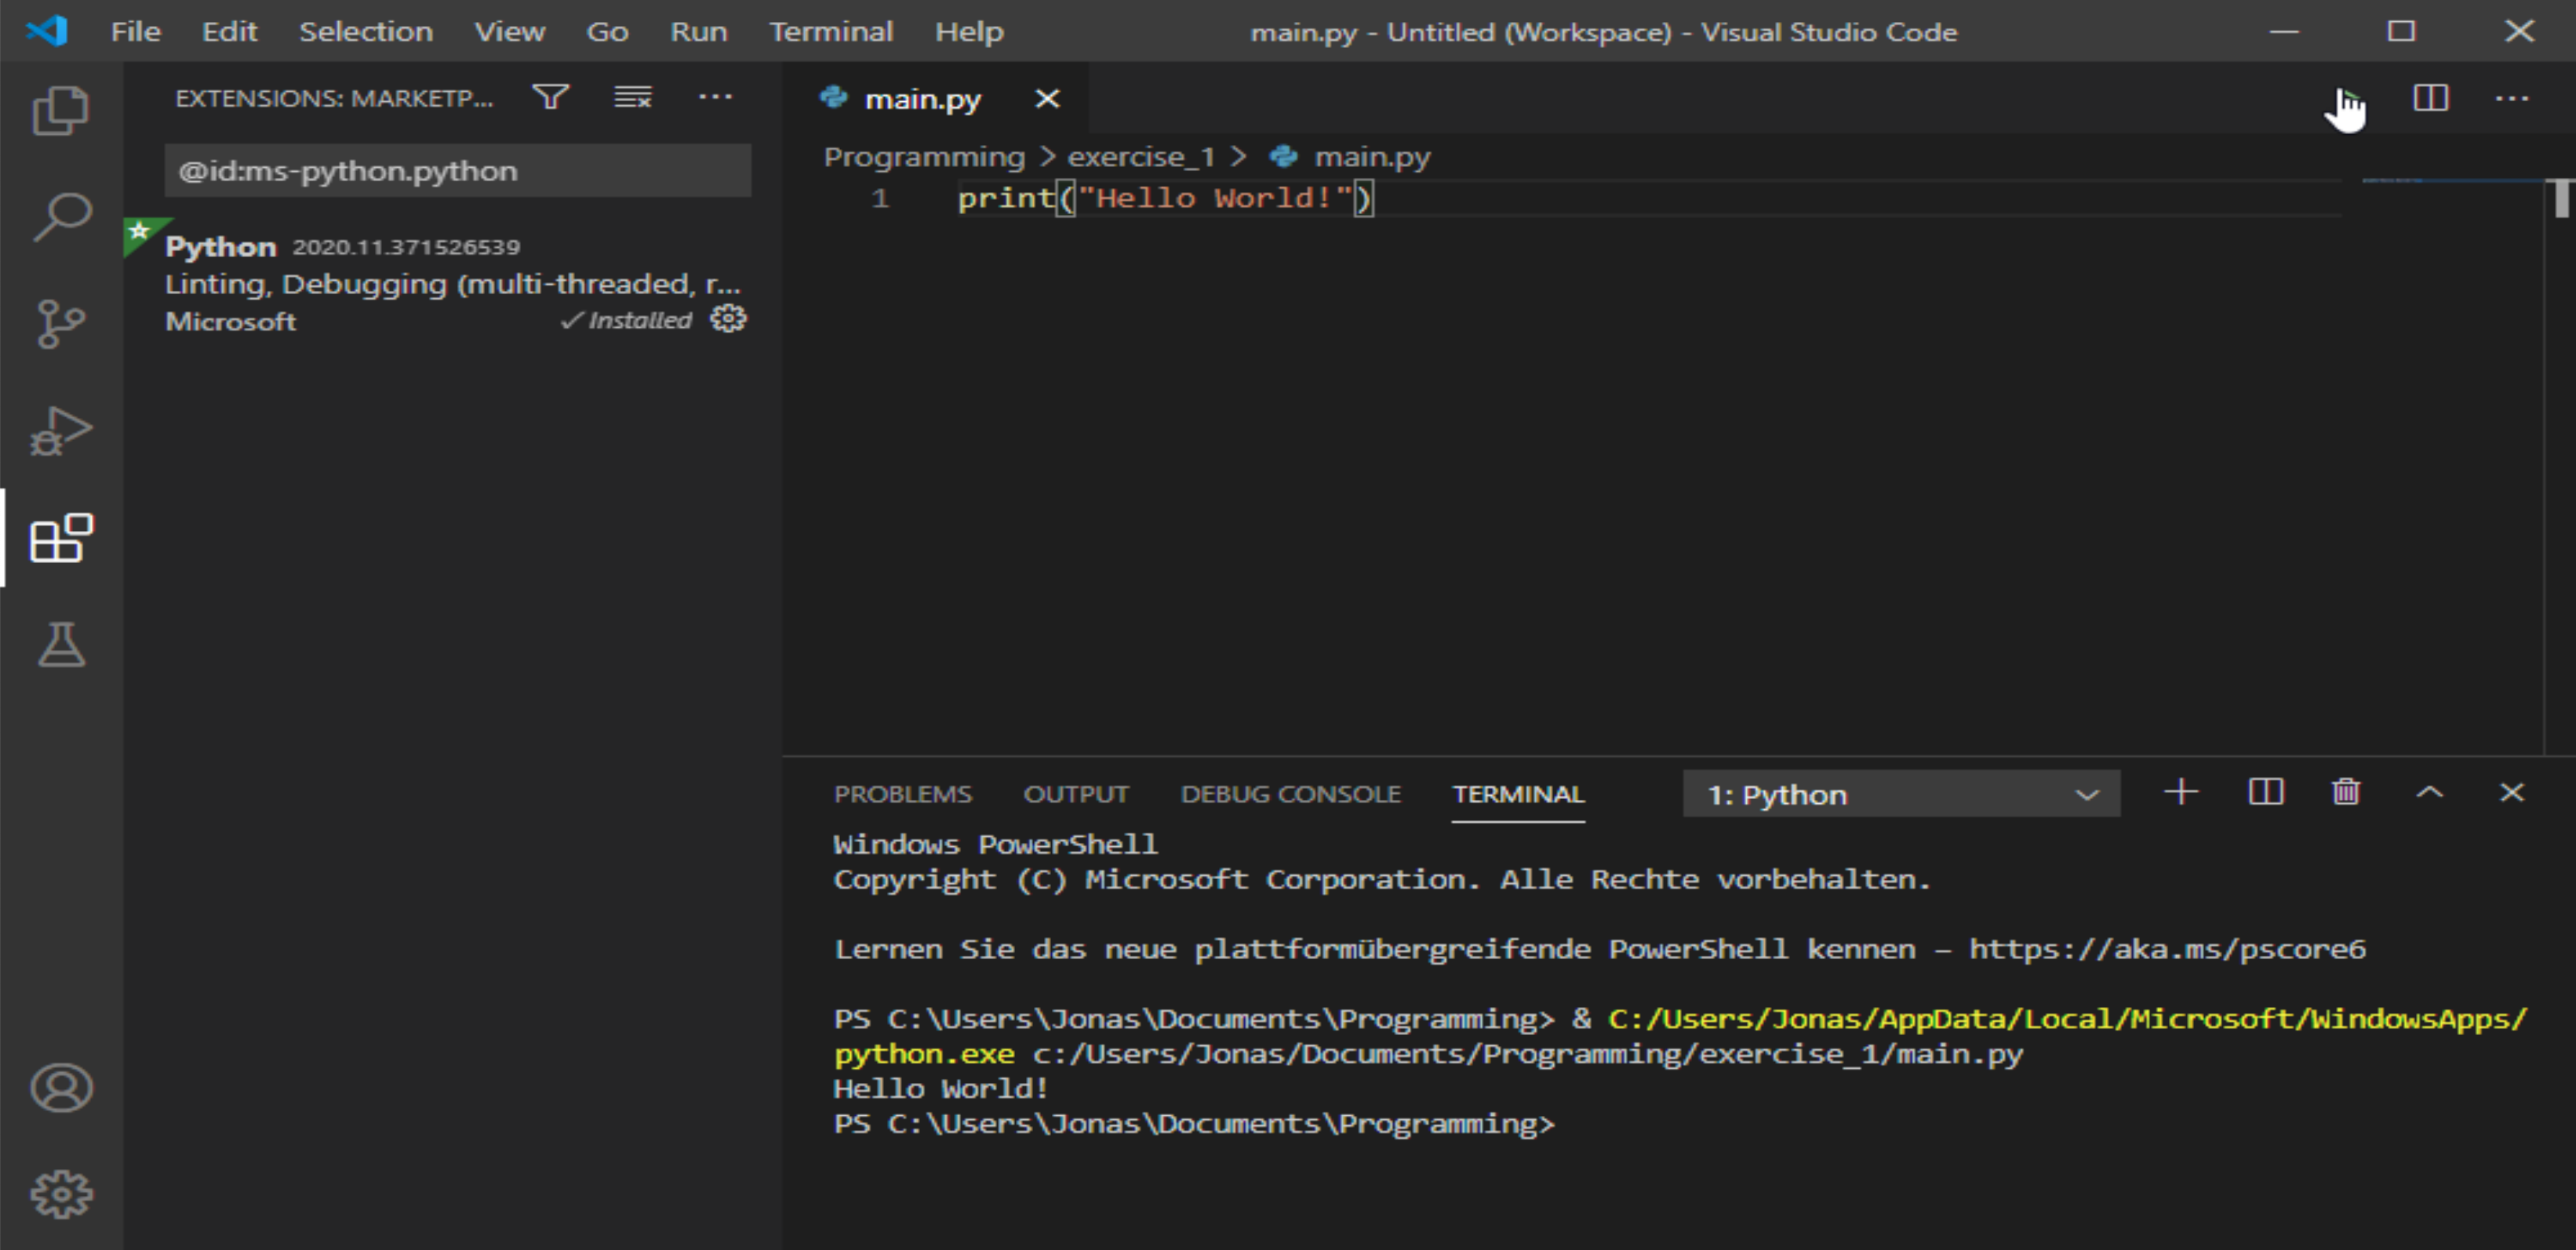 File Edit Selection View Go Run Terminal Help main.py - Untitled (Workspace) - Visual Studio Code
EXTENSIONS: MARKETP...
@id:ms-python.python
Python 2020.11.371526539
Linting, Debugging (multi-threaded, r...
Microsoft ✓ Installed
main.py
Programming > exercise_1 > main.py
1 print("Hello World!")
PROBLEMS OUTPUT DEBUG CONSOLE TERMINAL 1: Python
Windows PowerShell
Copyright (C) Microsoft Corporation. Alle Rechte vorbehalten.
Lernen Sie das neue plattformübergreifende PowerShell kennen – https://aka.ms/pscore6
PS C:\Users\Jonas\Documents\Programming> & C:/Users/Jonas/AppData/Local/Microsoft/WindowsApps/
python.exe c:/Users/Jonas/Documents/Programming/exercise_1/main.py
Hello World!
PS C:\Users\Jonas\Documents\Programming>